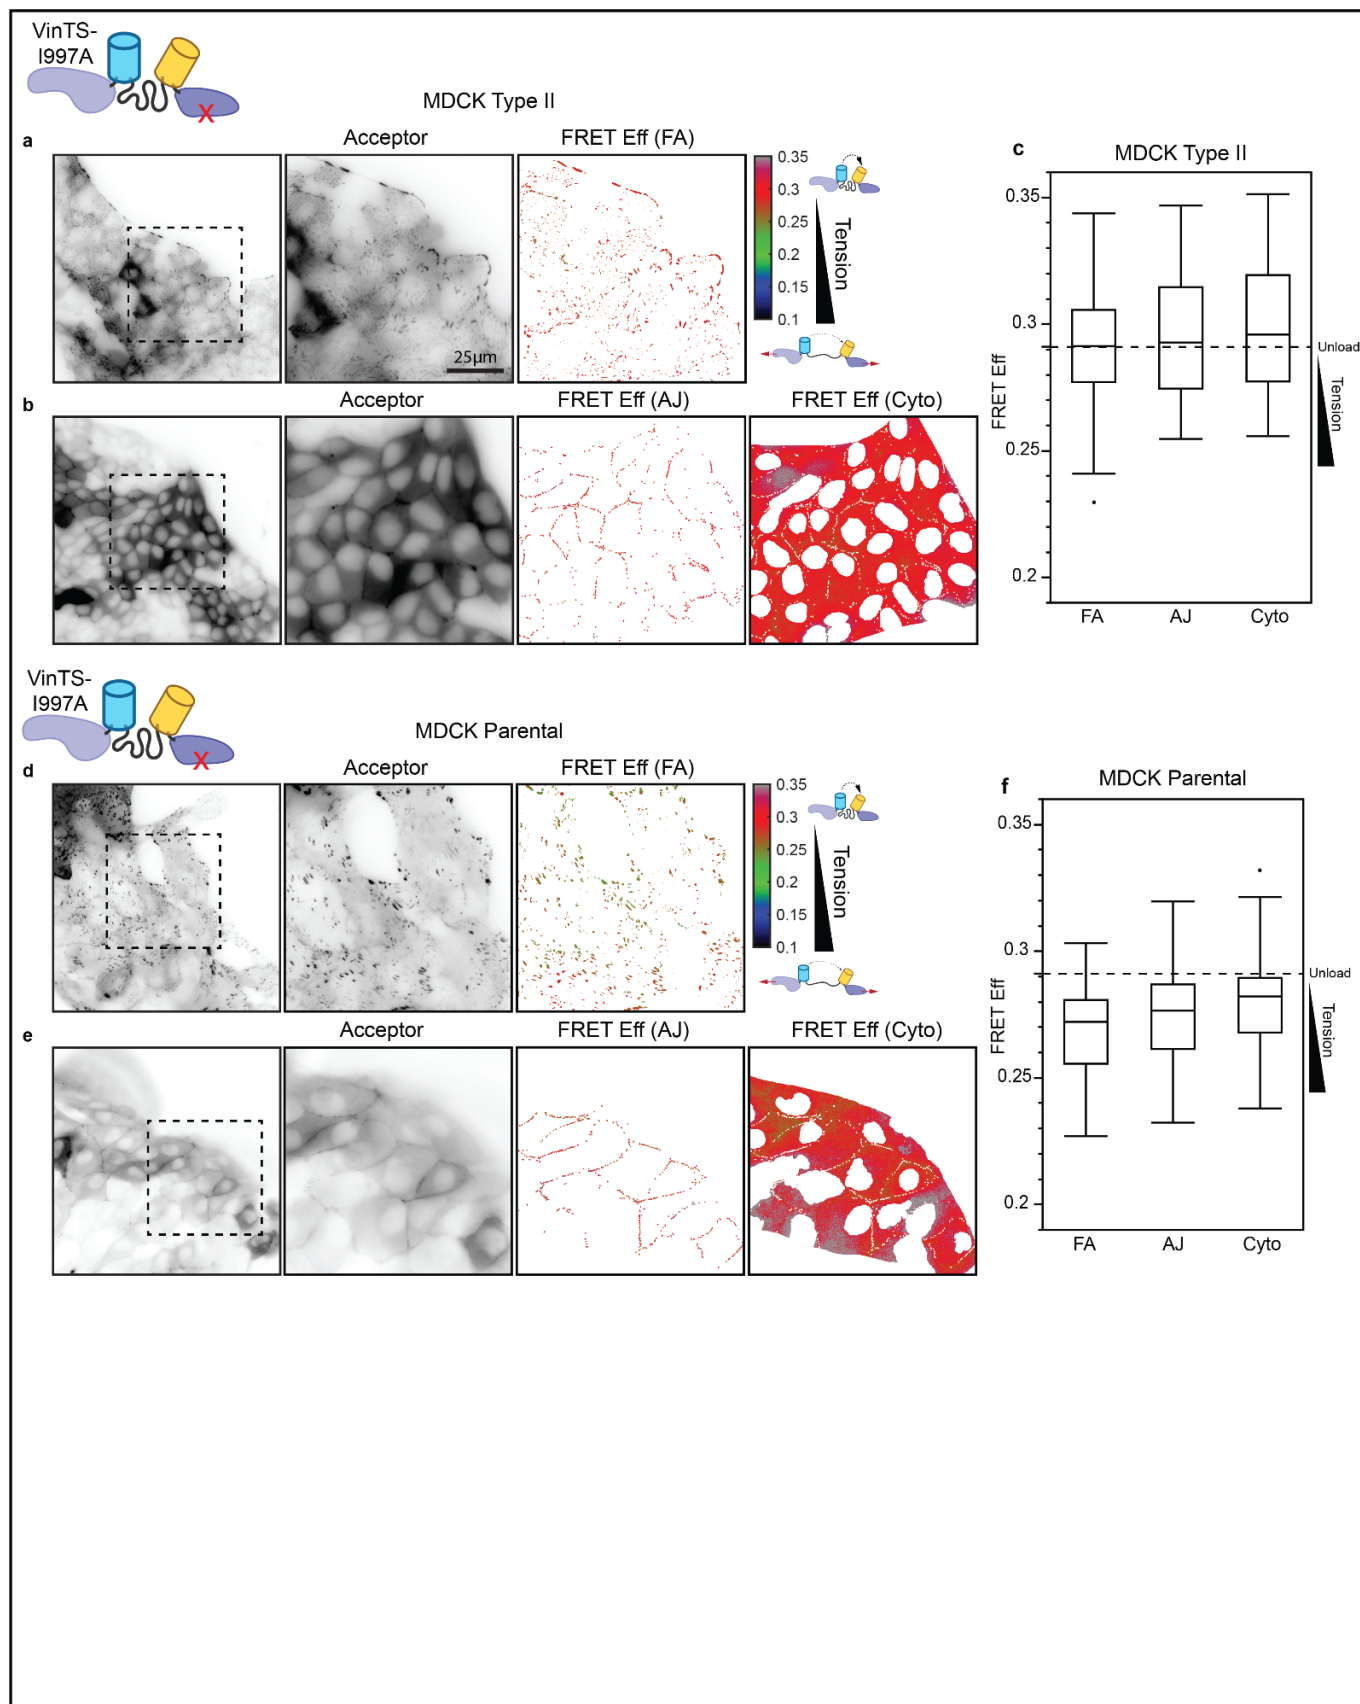 VinTS-
I997A
MDCK Type II
a
Acceptor
FRET Eff (FA)
0.35
0.3
0.25
0.2
0.15
0.1
Tension
25µm
c
MDCK Type II
0.35
0.3
0.25
0.2
FRET Eff
Unload
Tension
FA
AJ
Cyto
b
Acceptor
FRET Eff (AJ)
FRET Eff (Cyto)
VinTS-
I997A
X
MDCK Parental
d
Acceptor
FRET Eff (FA)
0.35
0.3
0.25
0.2
0.15
0.1
Tension
f
MDCK Parental
0.35
0.3
0.25
0.2
FRET Eff
Unload
Tension
FA
AJ
Cyto
e
Acceptor
FRET Eff (AJ)
FRET Eff (Cyto)